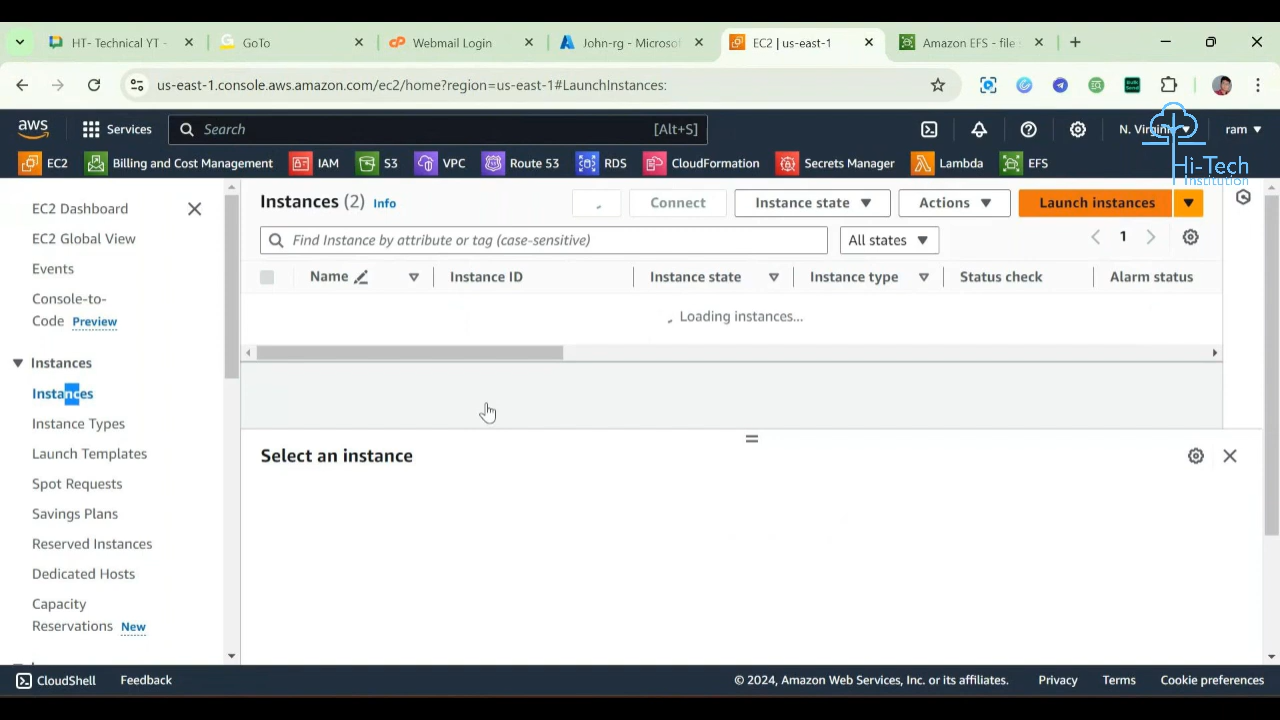 HT- Technical YT -
GoTo
Webmail Login
John-rg - Microsof
EC2 | us-east-1
Amazon EFS - file
us-east-1.console.aws.amazon.com/ec2/home?region=us-east-1#LaunchInstances:
aws
Services
Search
[Alt+S]
N. Virginia
ram
Hi-Tech
Institution
EC2
Billing and Cost Management
IAM
S3
VPC
Route 53
RDS
CloudFormation
Secrets Manager
Lambda
EFS
EC2 Dashboard
EC2 Global View
Events
Console-to-
Code Preview
Instances
Instances
Instance Types
Launch Templates
Spot Requests
Savings Plans
Reserved Instances
Dedicated Hosts
Capacity
Reservations New
Instances (2) Info
Connect
Instance state
Actions
Launch instances
Find Instance by attribute or tag (case-sensitive)
All states
1
Name
Instance ID
Instance state
Instance type
Status check
Alarm status
Loading instances...
Select an instance
CloudShell
Feedback
© 2024, Amazon Web Services, Inc. or its affiliates.
Privacy
Terms
Cookie preferences